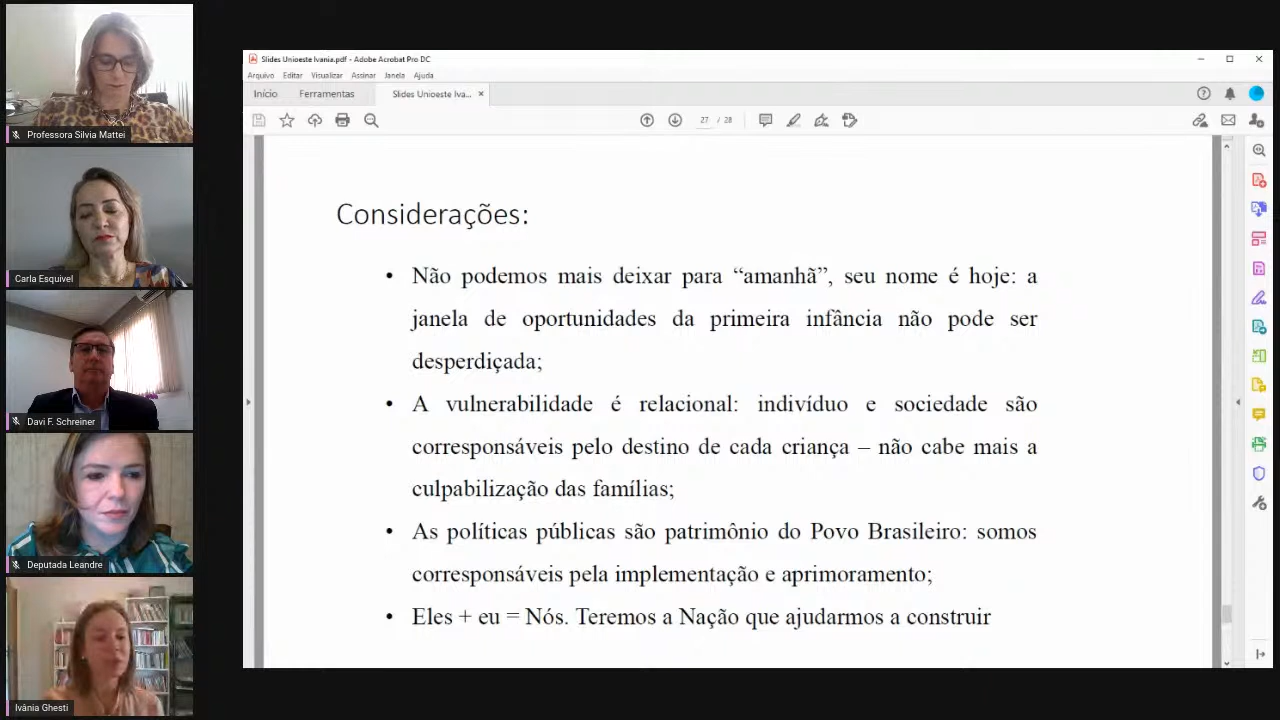 Professora Silvia Mattei
Carla Esquivel
Davi F. Schreiner
Deputada Leandre
Ivânia Ghesti
Slides Unioeste Ivania.pdf - Adobe Acrobat Pro DC
Arquivo Editar Visualizar Assinar Janela Ajuda
Início Ferramentas Slides Unioeste Iva... ×
27 / 28
Considerações:
• Não podemos mais deixar para “amanhã”, seu nome é hoje: a
janela de oportunidades da primeira infância não pode ser
desperdiçada;
• A vulnerabilidade é relacional: indivíduo e sociedade são
corresponsáveis pelo destino de cada criança – não cabe mais a
culpabilização das famílias;
• As políticas públicas são patrimônio do Povo Brasileiro: somos
corresponsáveis pela implementação e aprimoramento;
• Eles + eu = Nós. Teremos a Nação que ajudarmos a construir